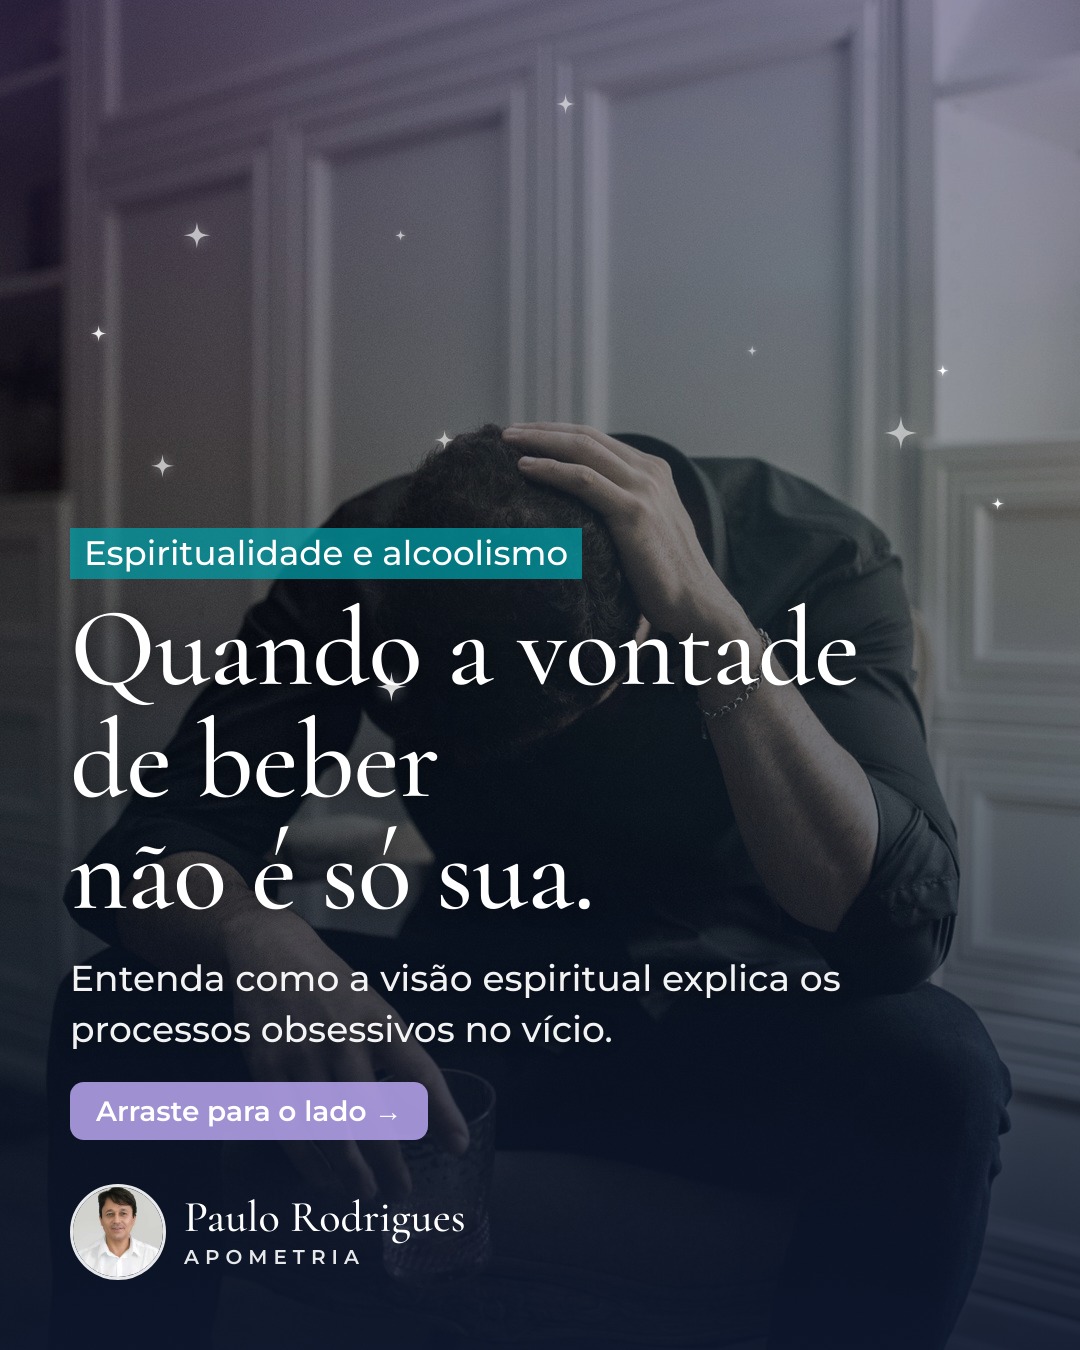 Espiritualidade e alcoolismo
Quando a vontade
de beber
não é só sua.
Entenda como a visão espiritual explica os
processos obsessivos no vício.
Arraste para o lado →
Paulo Rodrigues
APOMETRIA